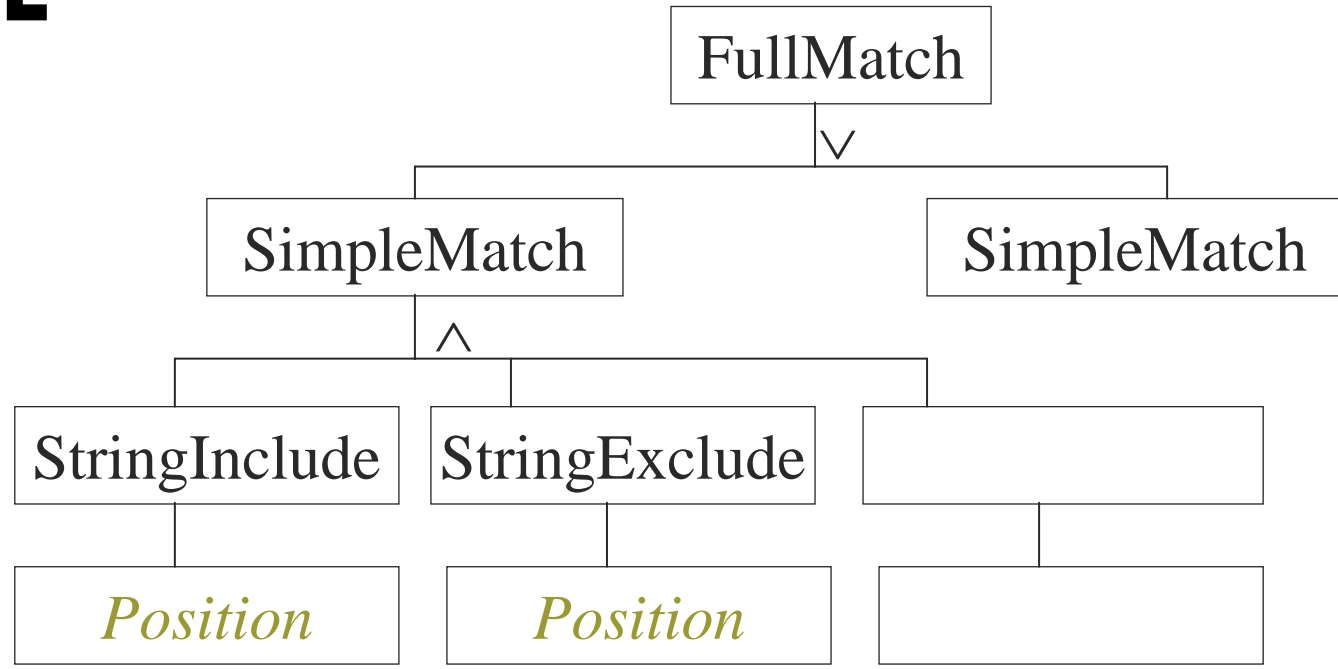 FullMatch
∨
SimpleMatch SimpleMatch
∧
StringInclude StringExclude
Position Position